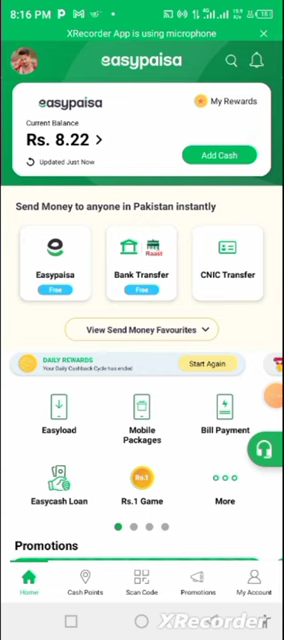 8:16 PM
XRecorder App is using microphone
easypaisa
easypaisa
My Rewards
Current Balance
Rs. 8.22
Updated Just Now
Add Cash
Send Money to anyone in Pakistan instantly
Easypaisa
Free
Raast
Bank Transfer
Free
CNIC Transfer
View Send Money Favourites
DAILY REWARDS
Your Daily Cashback Cycle has ended
Start Again
Easyload
Mobile Packages
Bill Payment
Easycash Loan
Rs.1
Rs.1 Game
More
Promotions
Home
Cash Points
Scan Code
Promotions
My Account
XRecorder